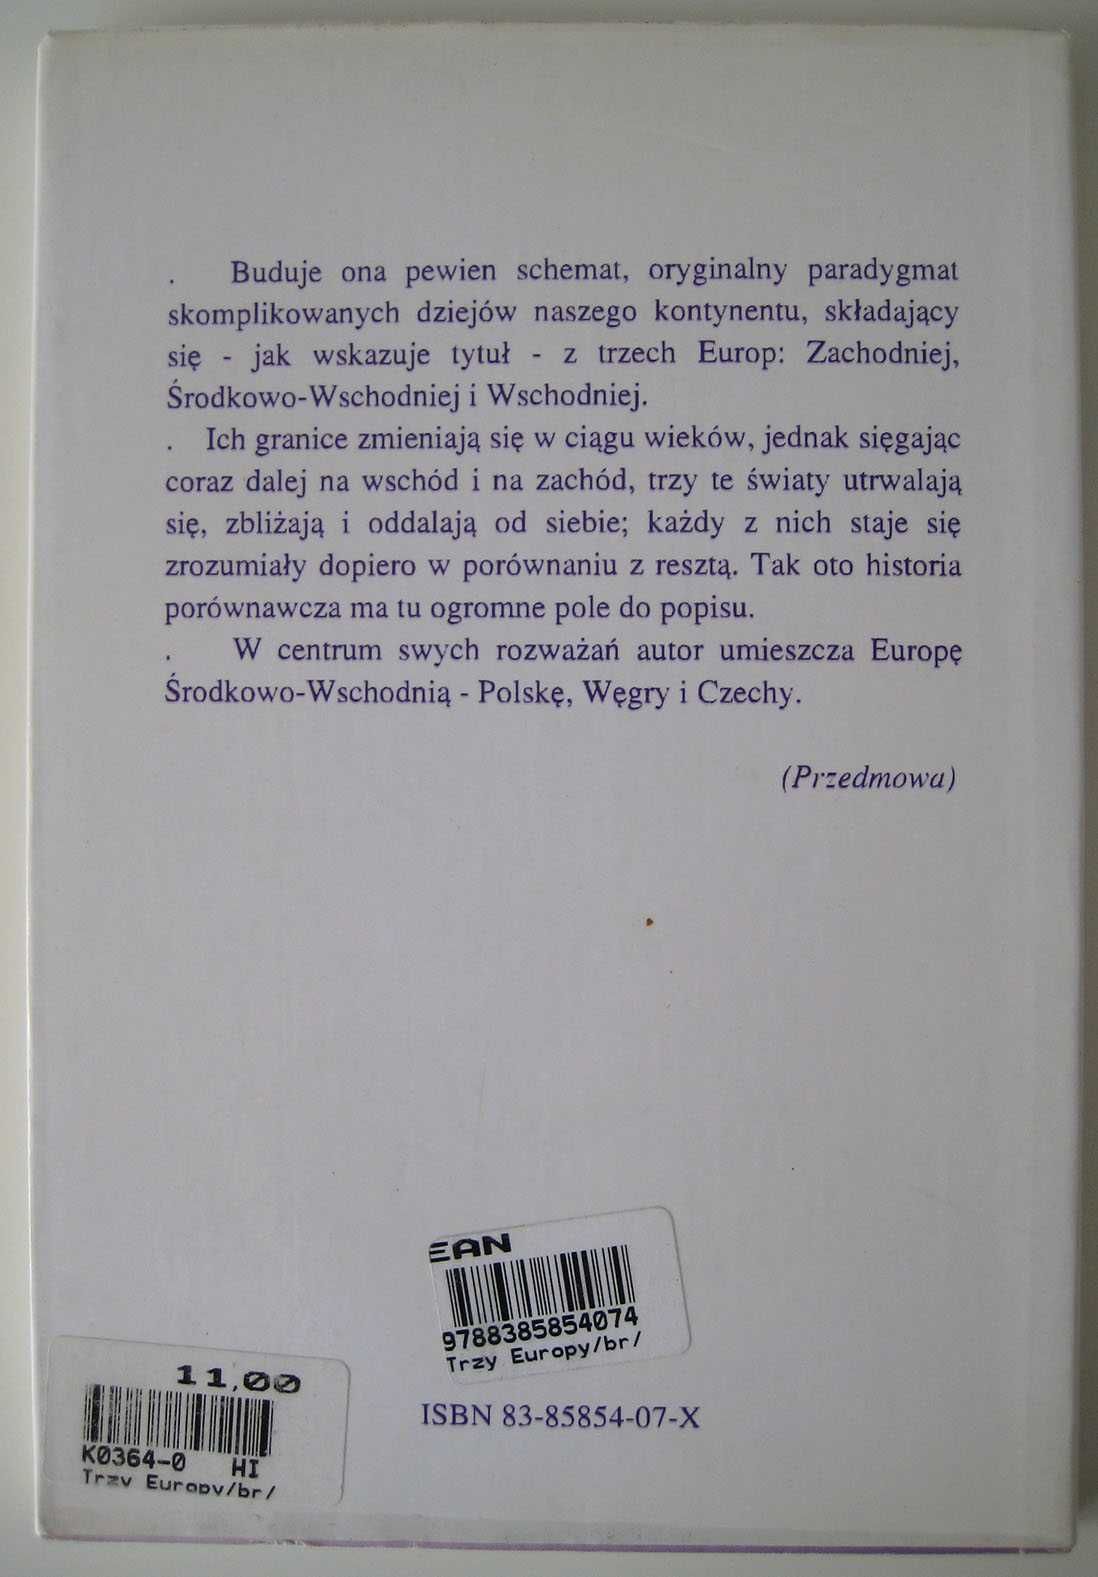 . Buduje ona pewien schemat, oryginalny paradygmat
skomplikowanych dziejów naszego kontynentu, składający
się - jak wskazuje tytuł - z trzech Europ: Zachodniej,
Środkowo-Wschodniej i Wschodniej.
. Ich granice zmieniają się w ciągu wieków, jednak sięgając
coraz dalej na wschód i na zachód, trzy te światy utrwalają
się, zbliżają i oddalają od siebie; każdy z nich staje się
zrozumiały dopiero w porównaniu z resztą. Tak oto historia
porównawcza ma tu ogromne pole do popisu.
. W centrum swych rozważań autor umieszcza Europę
Środkowo-Wschodnią - Polskę, Węgry i Czechy.
(Przedmowa)
EAN
9788385854074
Trzy Europy/br/
ISBN 83-85854-07-X
11,00
K0364-0 HI
Trzy Europy/br/